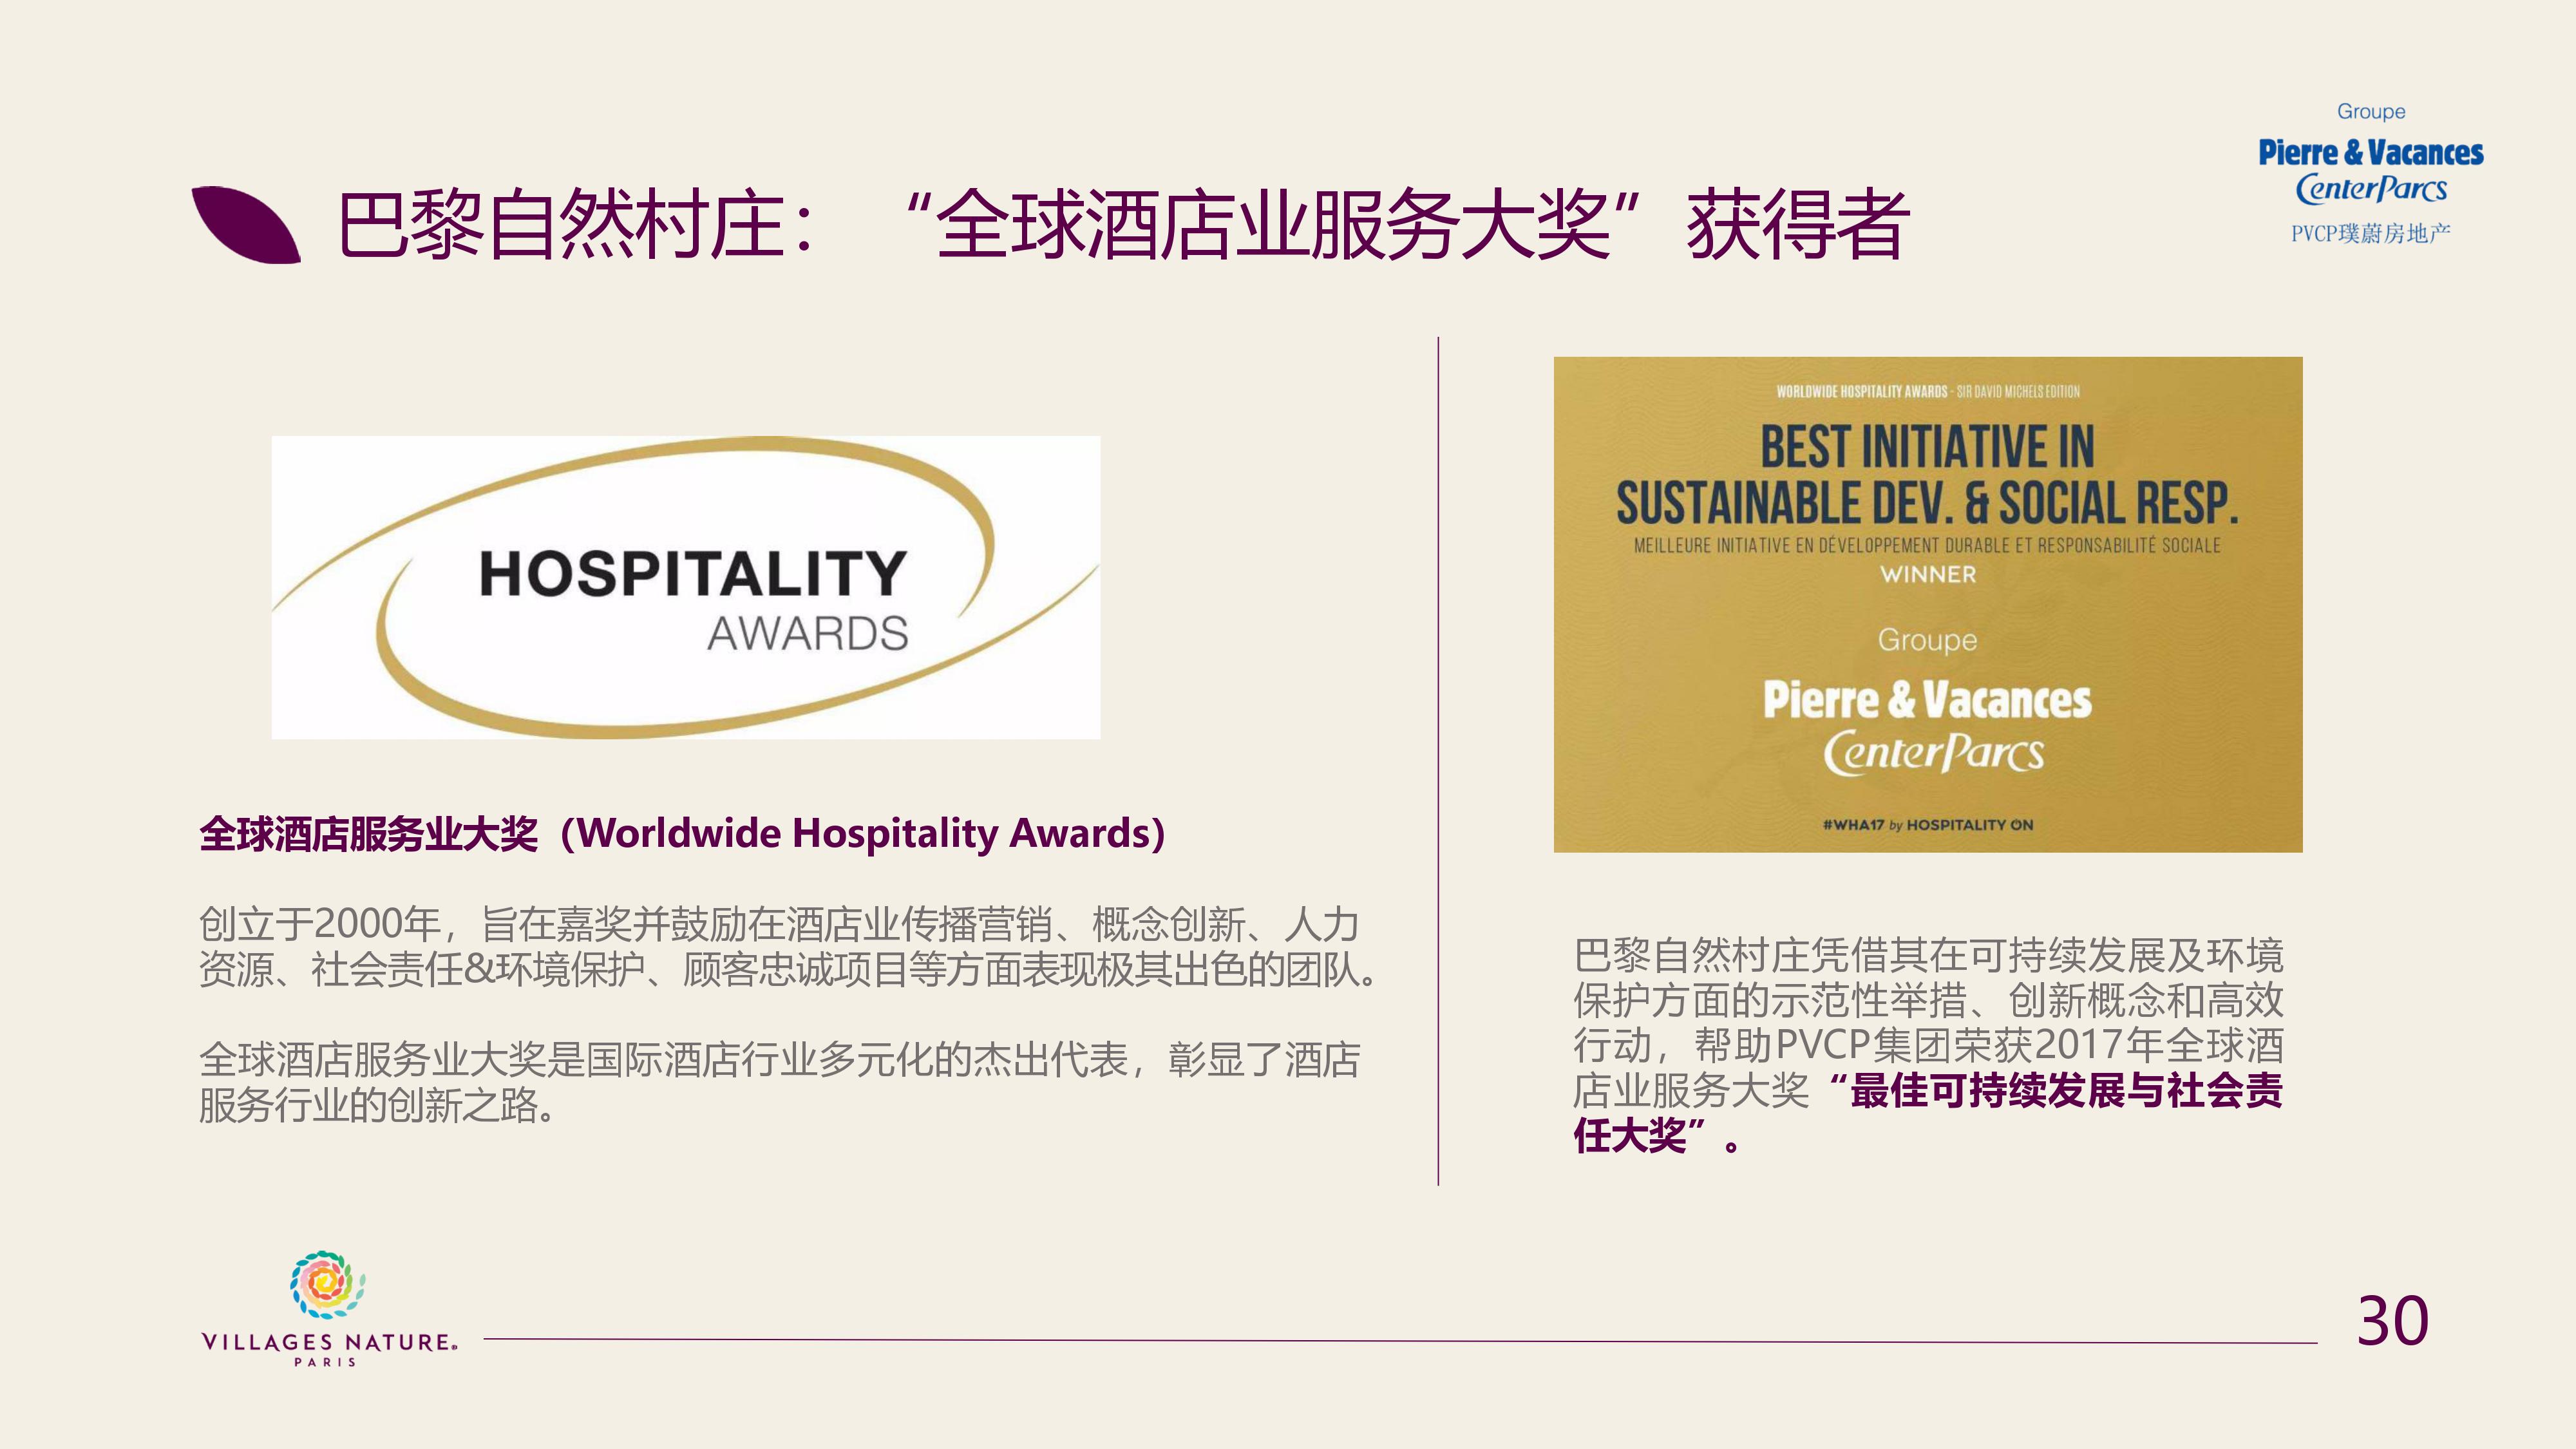 Groupe
Pierre & Vacances
CenterParcs
PVCP璞蔚房地产
巴黎自然村庄：“全球酒店业服务大奖”获得者
HOSPITALITY
AWARDS
全球酒店服务业大奖（Worldwide Hospitality Awards）
创立于2000年，旨在嘉奖并鼓励在酒店业传播营销、概念创新、人力
资源、社会责任&环境保护、顾客忠诚项目等方面表现极其出色的团队。
全球酒店服务业大奖是国际酒店行业多元化的杰出代表，彰显了酒店
服务行业的创新之路。
WORLDWIDE HOSPITALITY AWARDS - SIR DAVID MICHELS EDITION
BEST INITIATIVE IN
SUSTAINABLE DEV. & SOCIAL RESP.
MEILLEURE INITIATIVE EN DÉVELOPPEMENT DURABLE ET RESPONSABILITÉ SOCIALE
WINNER
Groupe
Pierre & Vacances
CenterParcs
#WHA17 by HOSPITALITY ON
巴黎自然村庄凭借其在可持续发展及环境
保护方面的示范性举措、创新概念和高效
行动，帮助PVCP集团荣获2017年全球酒
店业服务大奖“最佳可持续发展与社会责
任大奖”。
VILLAGES NATURE®
PARIS
30